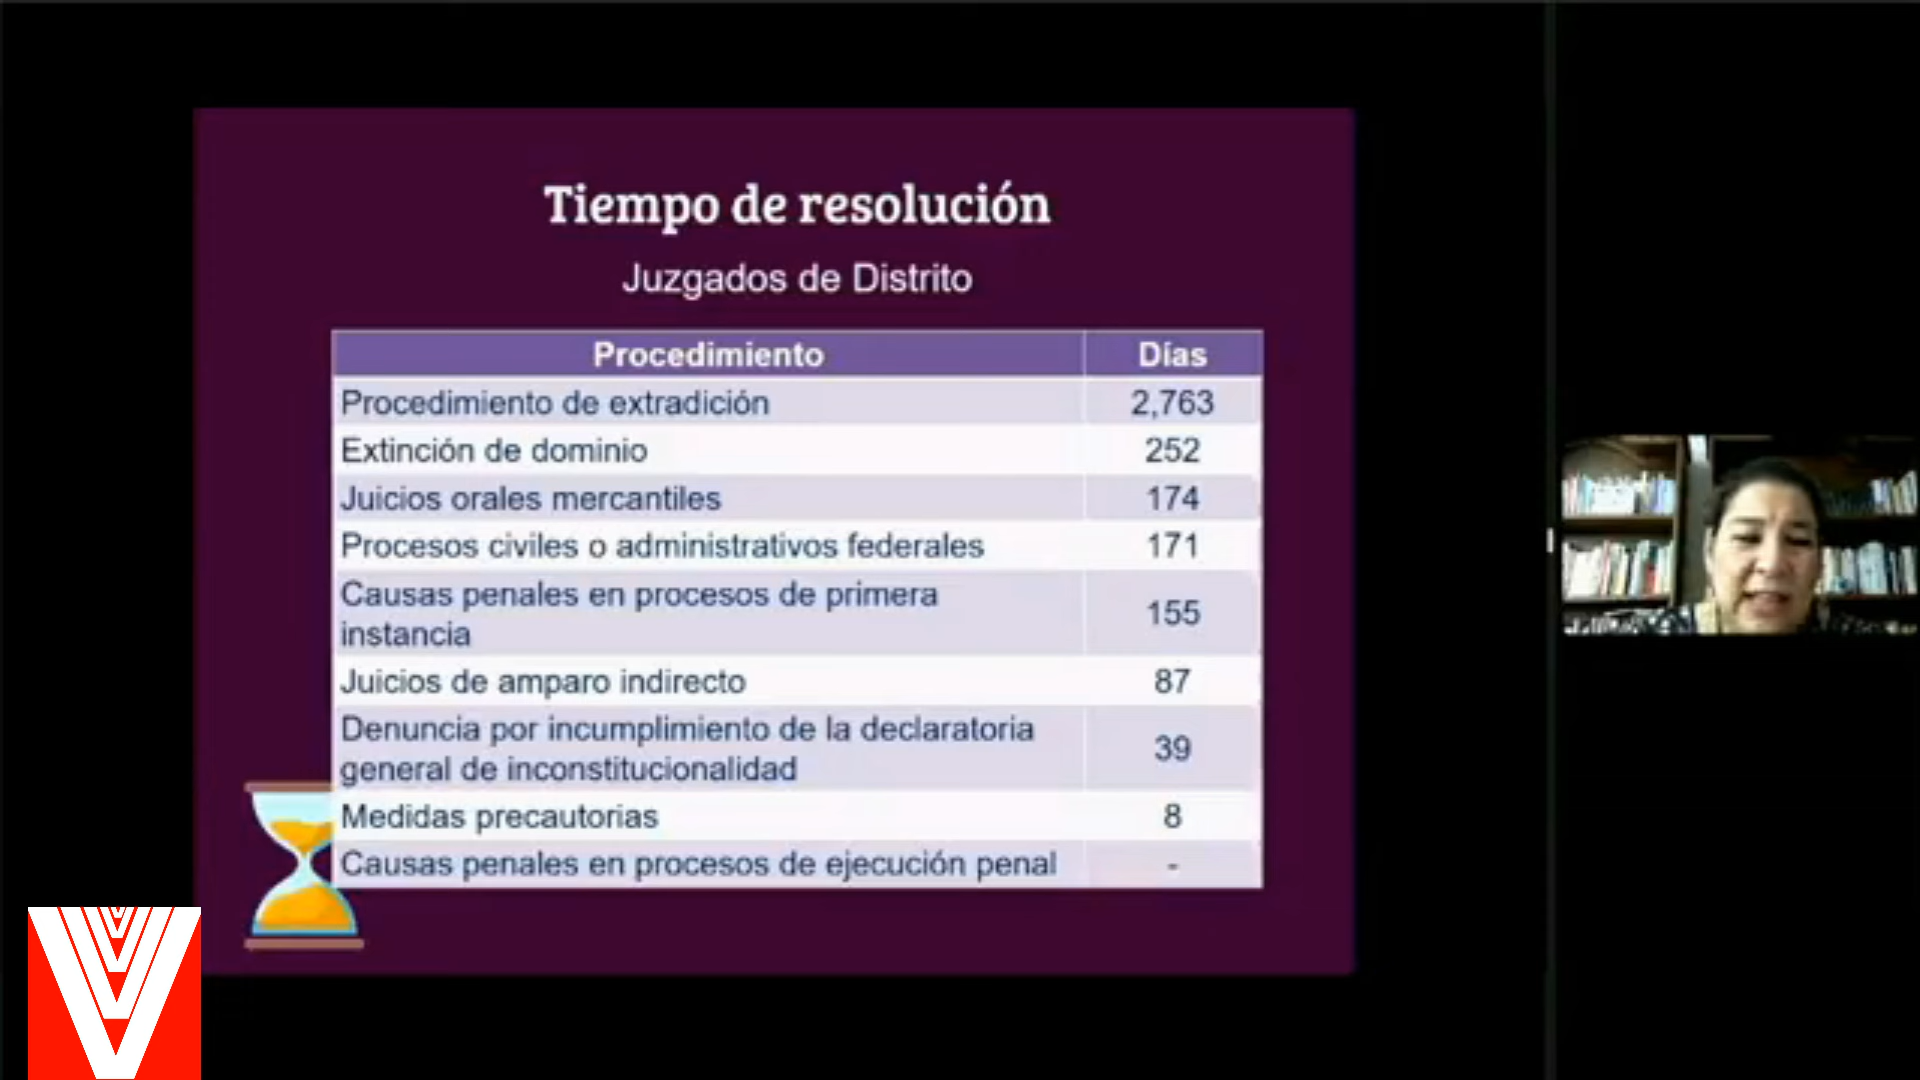 Tiempo de resolución
Juzgados de Distrito
Procedimiento Días
Procedimiento de extradición 2,763
Extinción de dominio 252
Juicios orales mercantiles 174
Procesos civiles o administrativos federales 171
Causas penales en procesos de primera
instancia 155
Juicios de amparo indirecto 87
Denuncia por incumplimiento de la declaratoria
general de inconstitucionalidad 39
Medidas precautorias 8
Causas penales en procesos de ejecución penal -